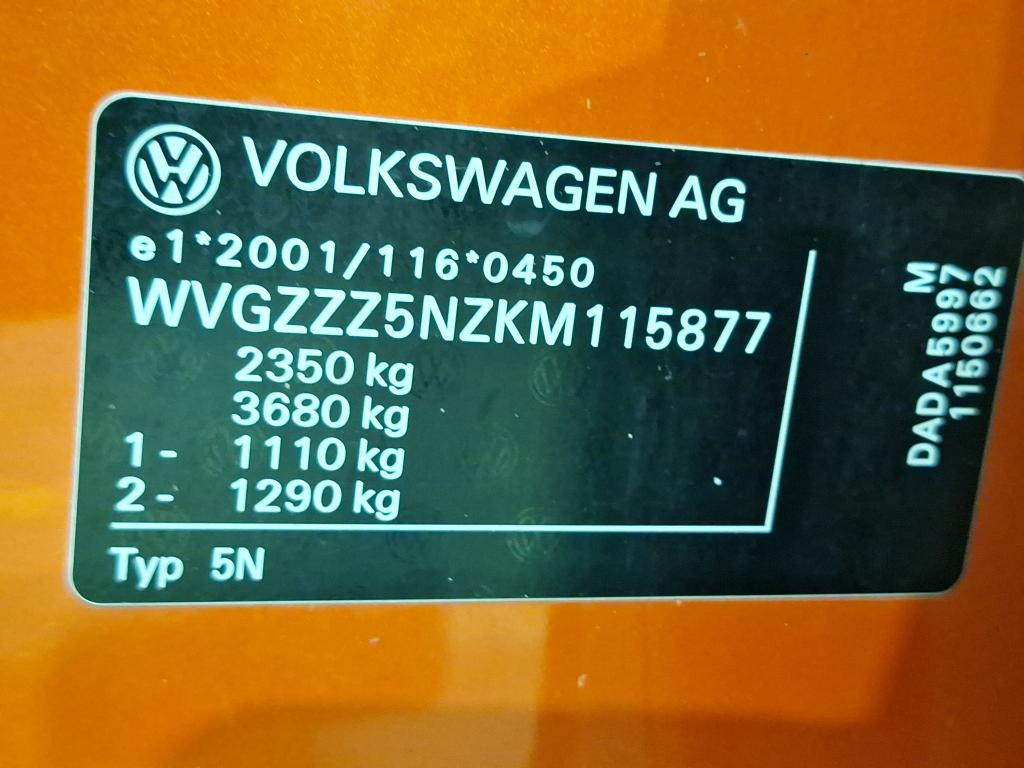 VOLKSWAGEN AG
e1*2001/116*0450
WVGZZZ5NZKM115877
2350 kg
3680 kg
1- 1110 kg
2- 1290 kg
Typ 5N
M
DADA5997
1150662